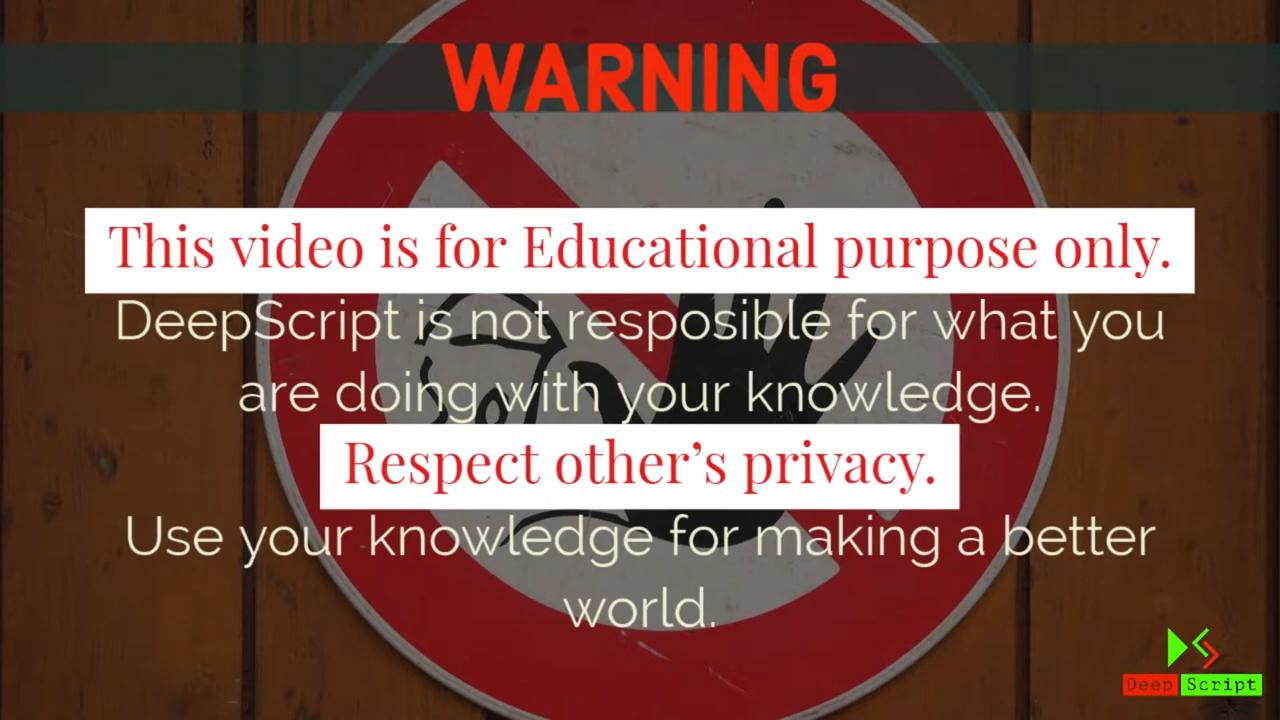 WARNING
This video is for Educational purpose only.
DeepScript is not resposible for what you
are doing with your knowledge.
Respect other's privacy.
Use your knowledge for making a better
world.
Deep Script